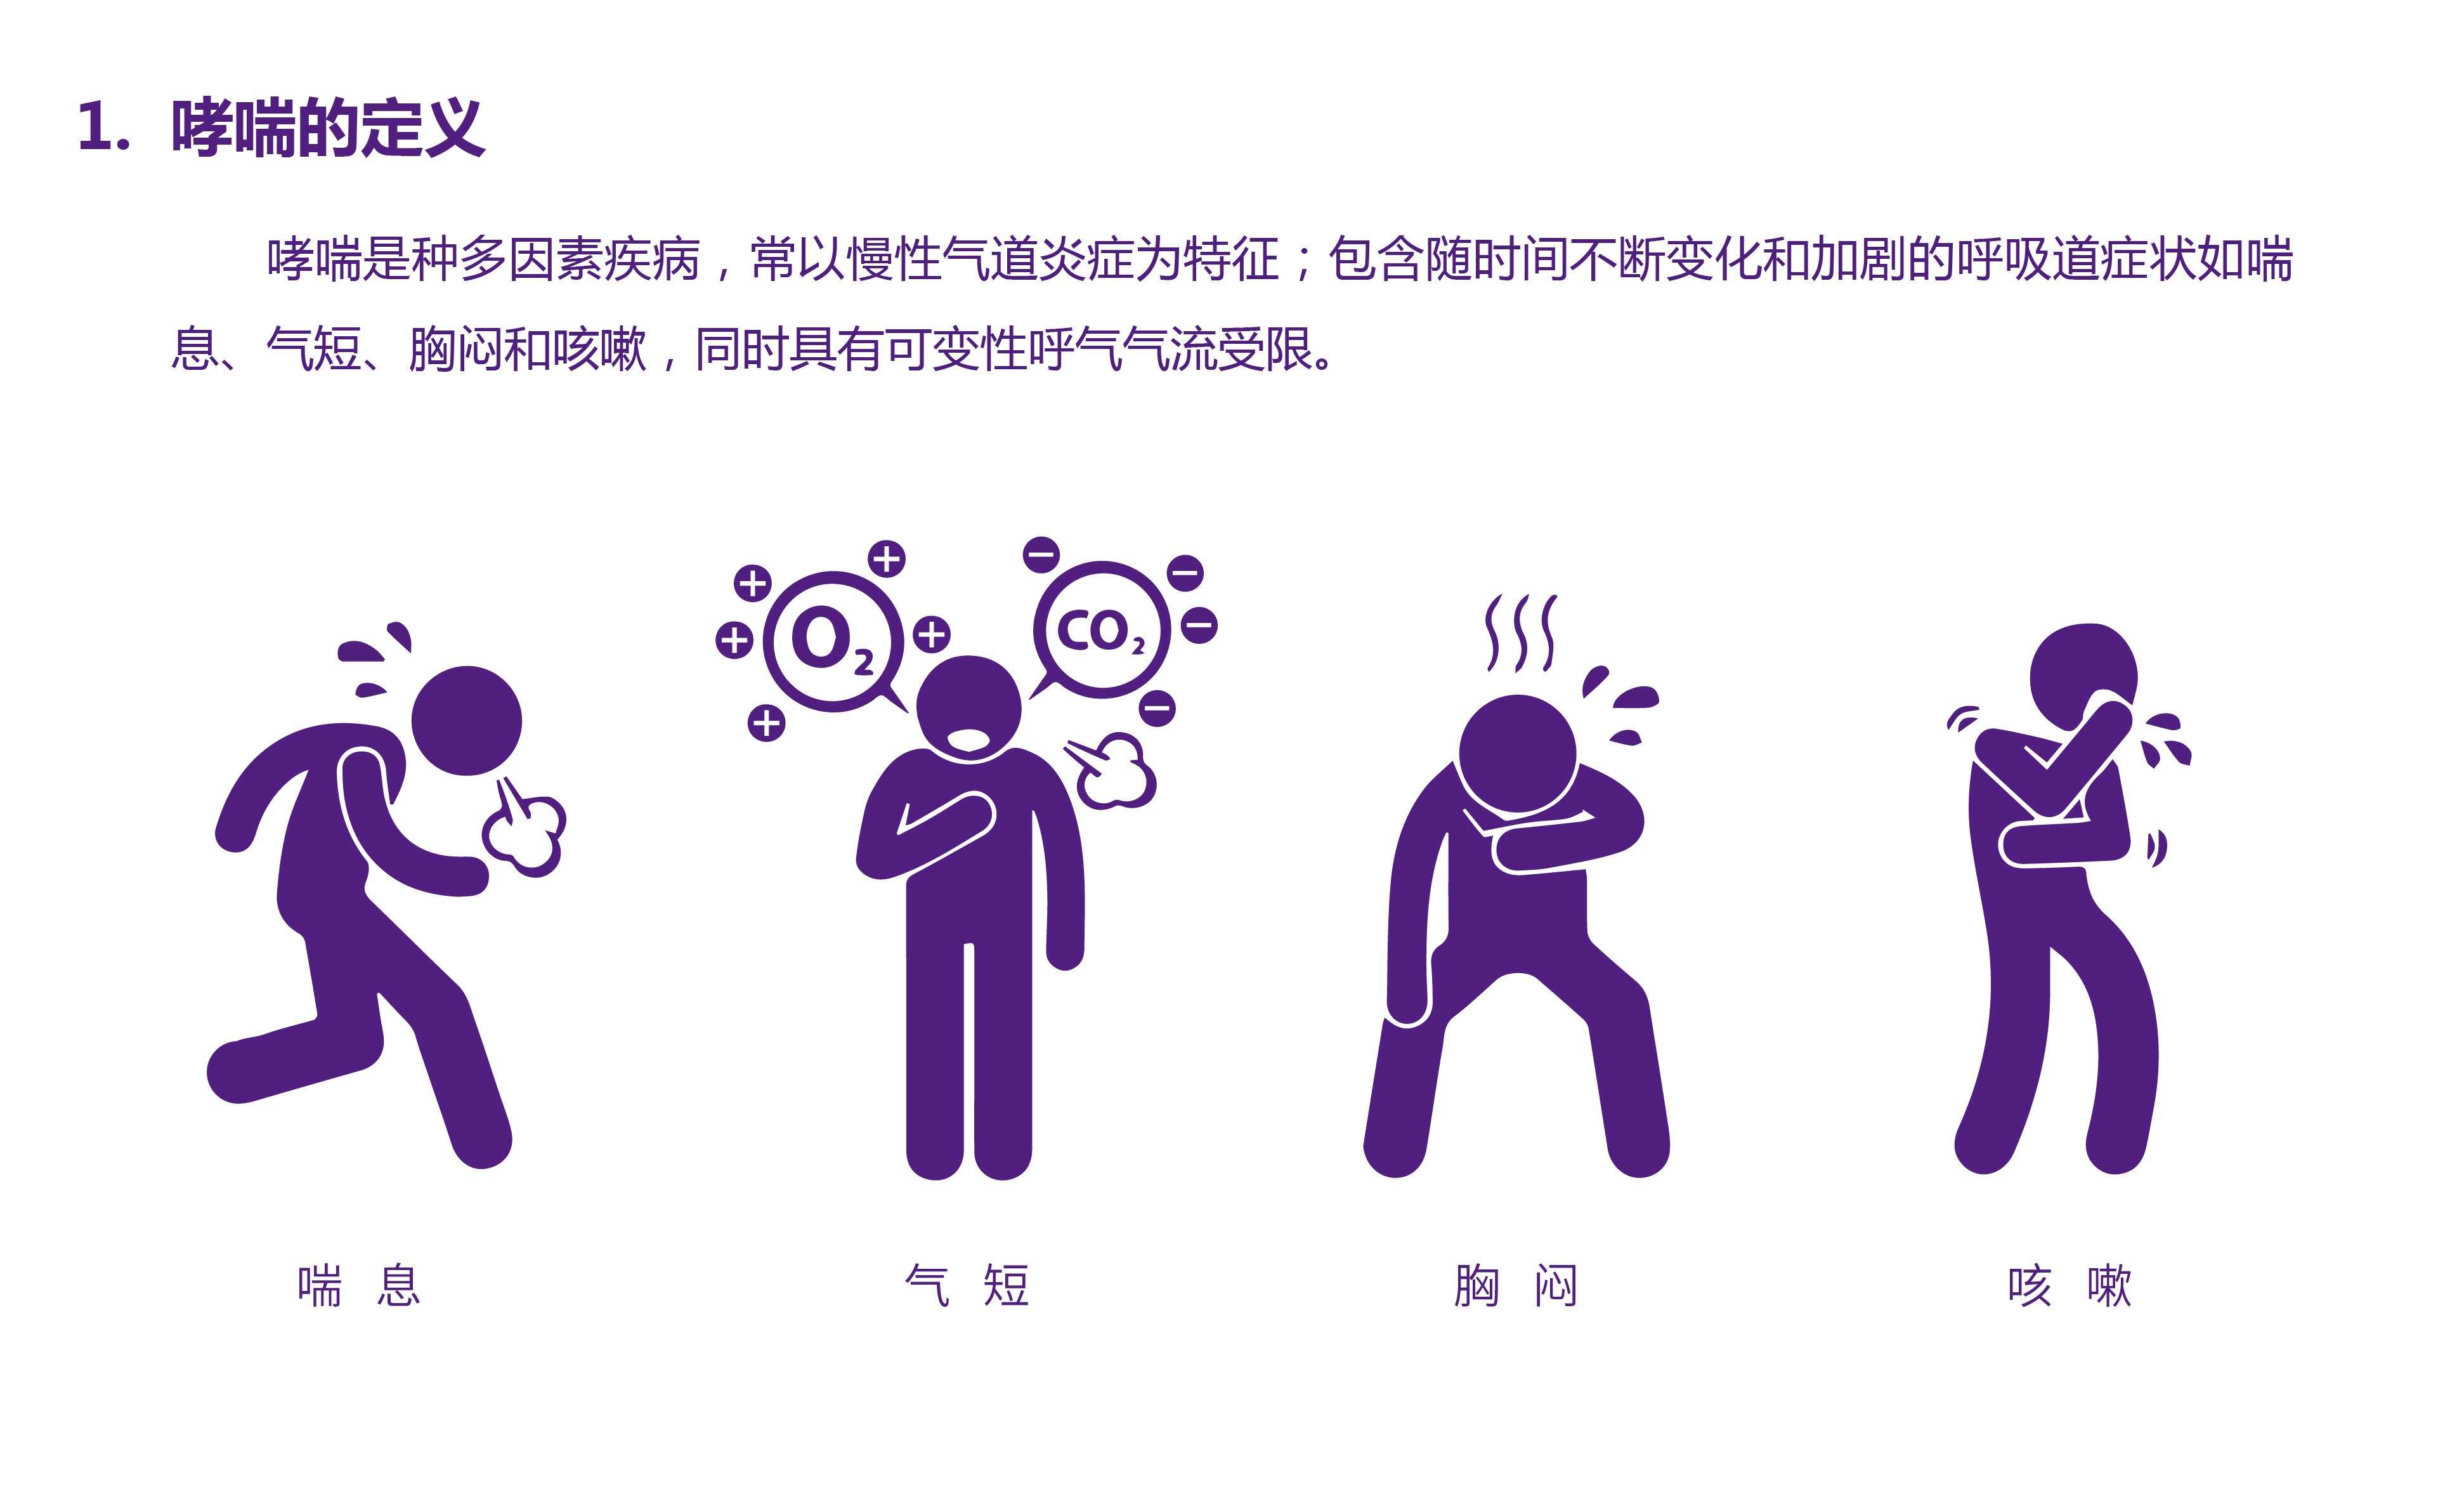 1. 哮喘的定义
哮喘是种多因素疾病，常以慢性气道炎症为特征；包含随时间不断变化和加剧的呼吸道症状如喘
息、气短、胸闷和咳嗽，同时具有可变性呼气气流受限。
O₂ CO₂
喘 息
气 短
胸 闷
咳 嗽